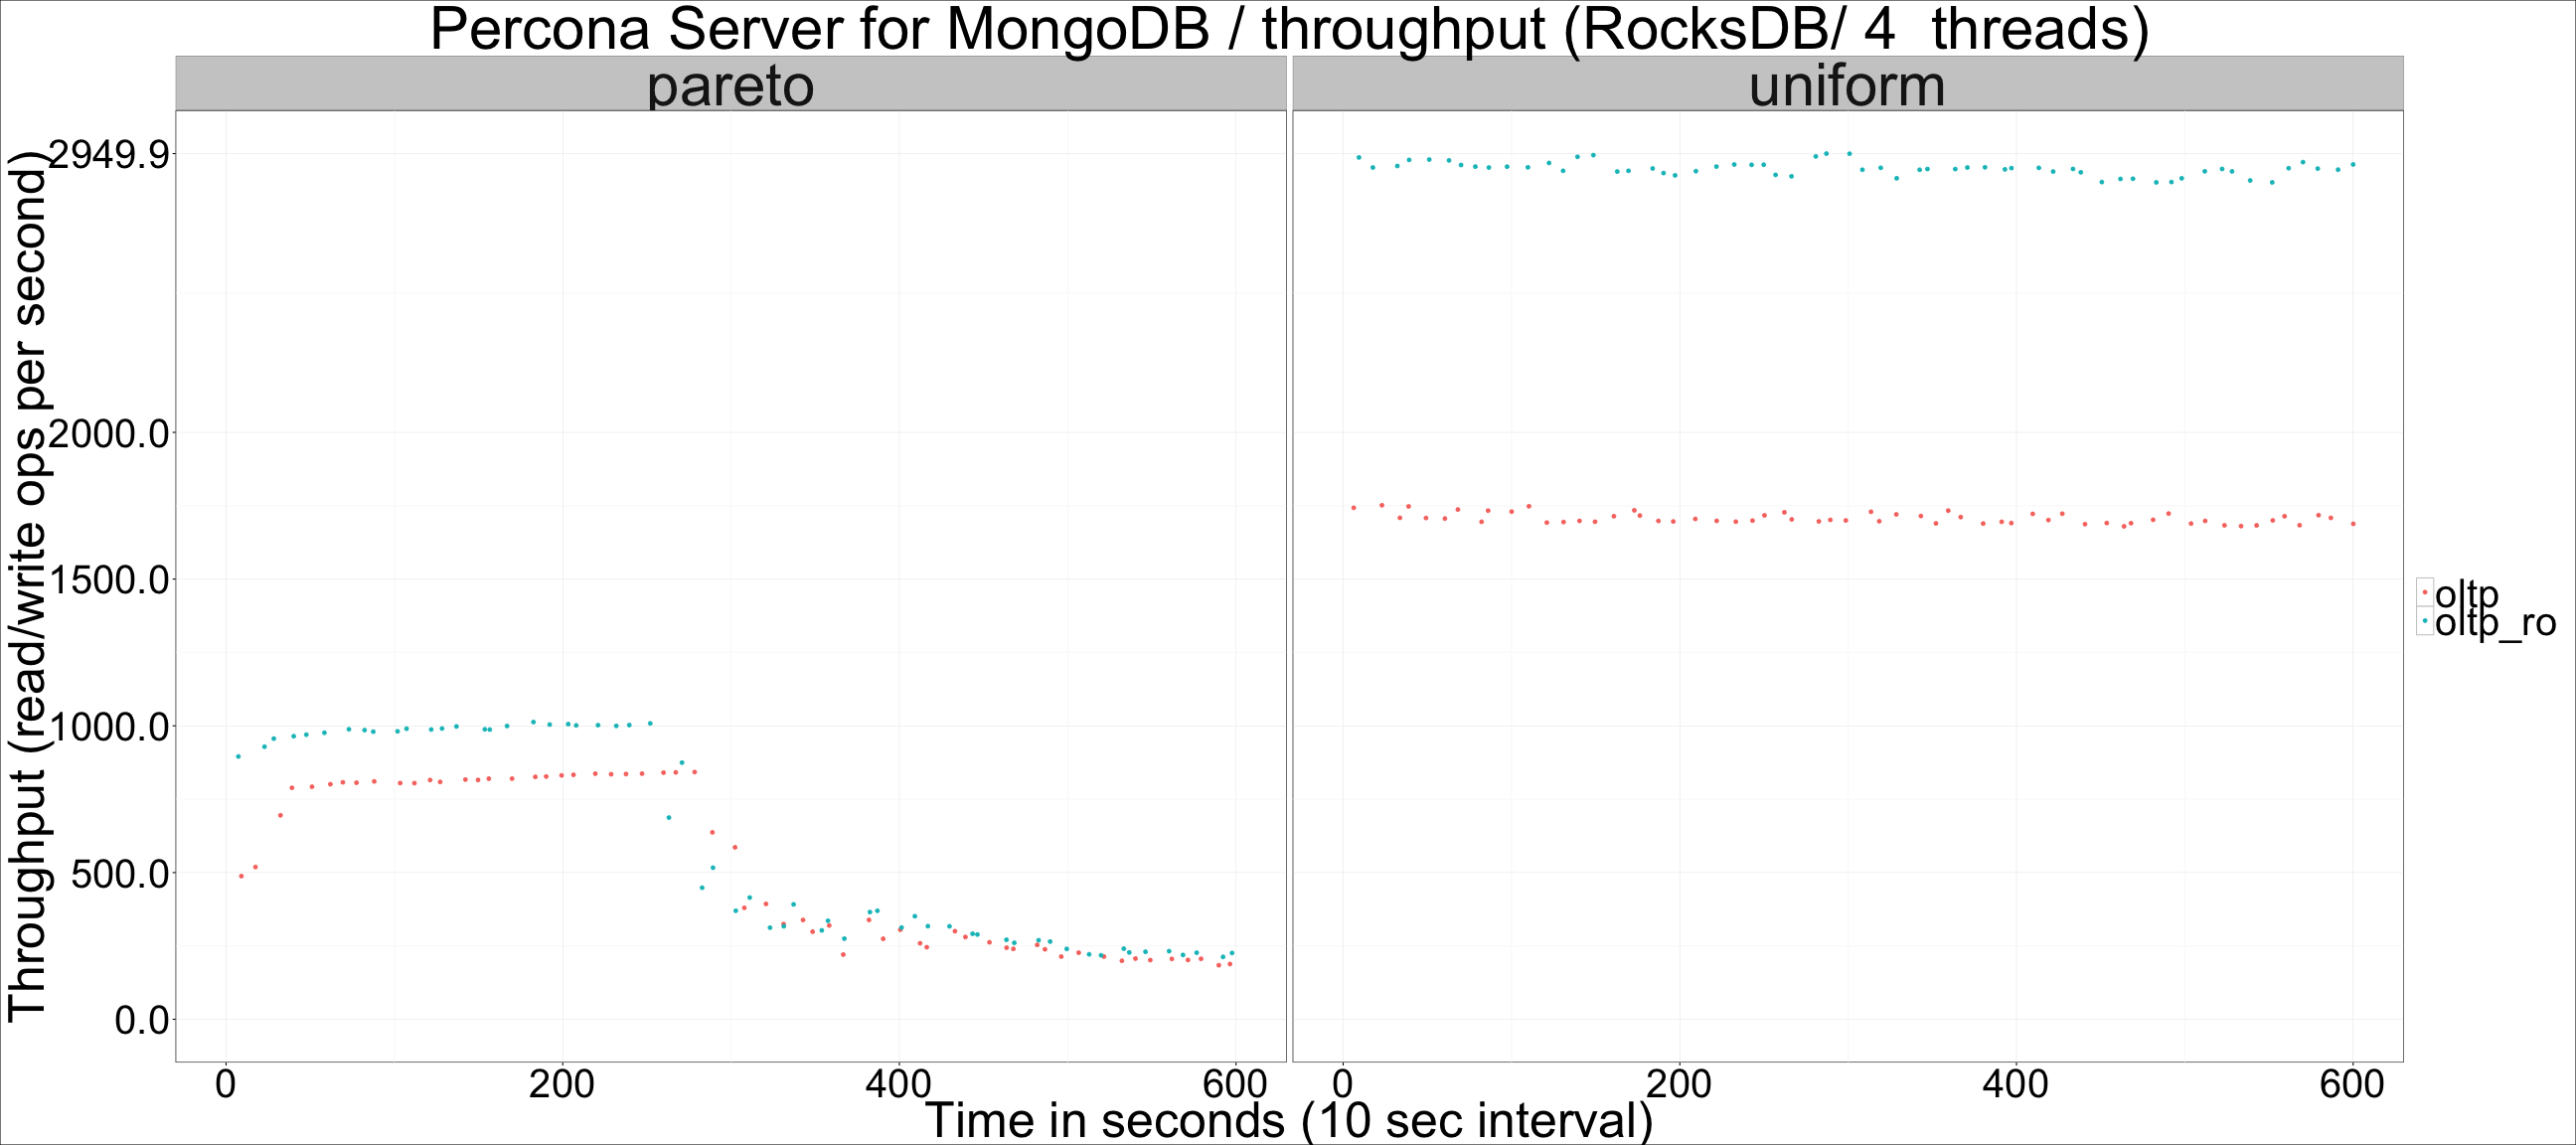 Percona Server for MongoDB / throughput (RocksDB/ 4  threads)
pareto
uniform
Throughput (read/write ops per second)
2949.9
2000.0
1500.0
1000.0
500.0
0.0
0 200 400 600
0 200 400 600
Time in seconds (10 sec interval)
oltp
oltp_ro